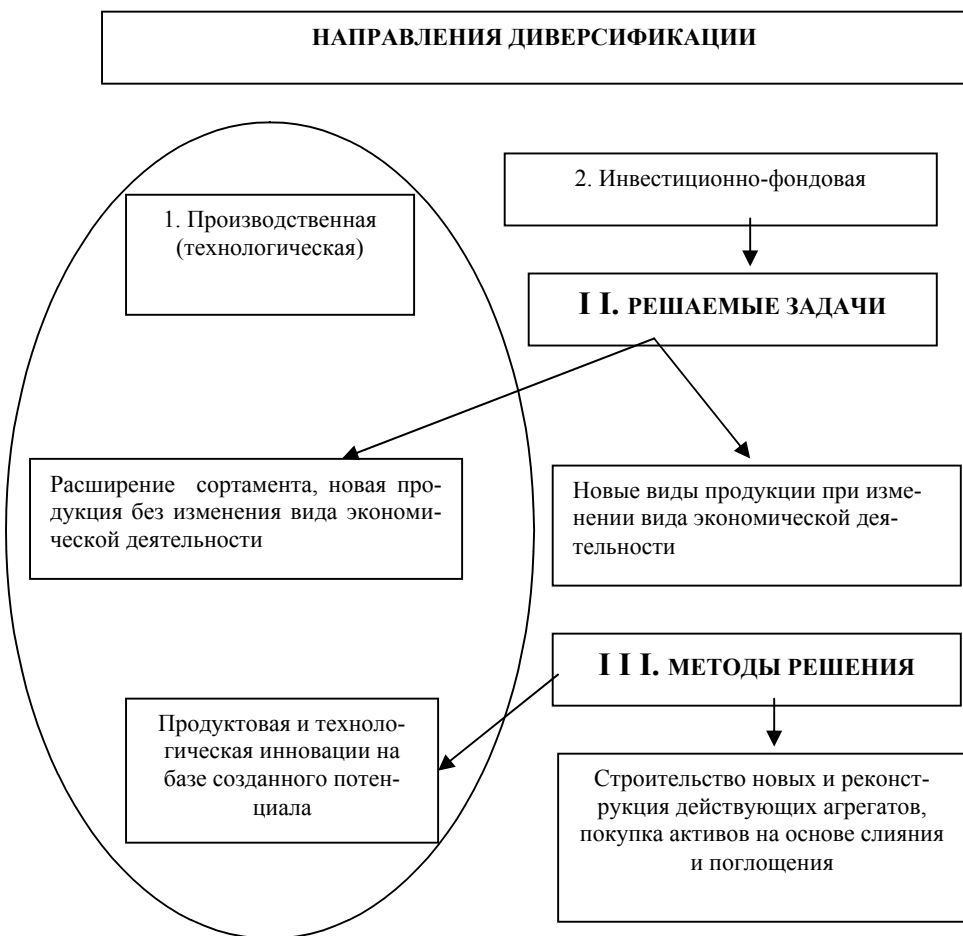 НАПРАВЛЕНИЯ ДИВЕРСИФИКАЦИИ
2. Инвестиционно-фондовая
1. Производственная
(технологическая)
I I. РЕШАЕМЫЕ ЗАДАЧИ
Расширение сортамента, новая про-
дукция без изменения вида экономи-
ческой деятельности
Новые виды продукции при изме-
нении вида экономической дея-
тельности
I I I. МЕТОДЫ РЕШЕНИЯ
Продуктовая и техноло-
гическая инновации на
базе созданного потен-
циала
Строительство новых и реконст-
рукция действующих агрегатов,
покупка активов на основе слияния
и поглощения